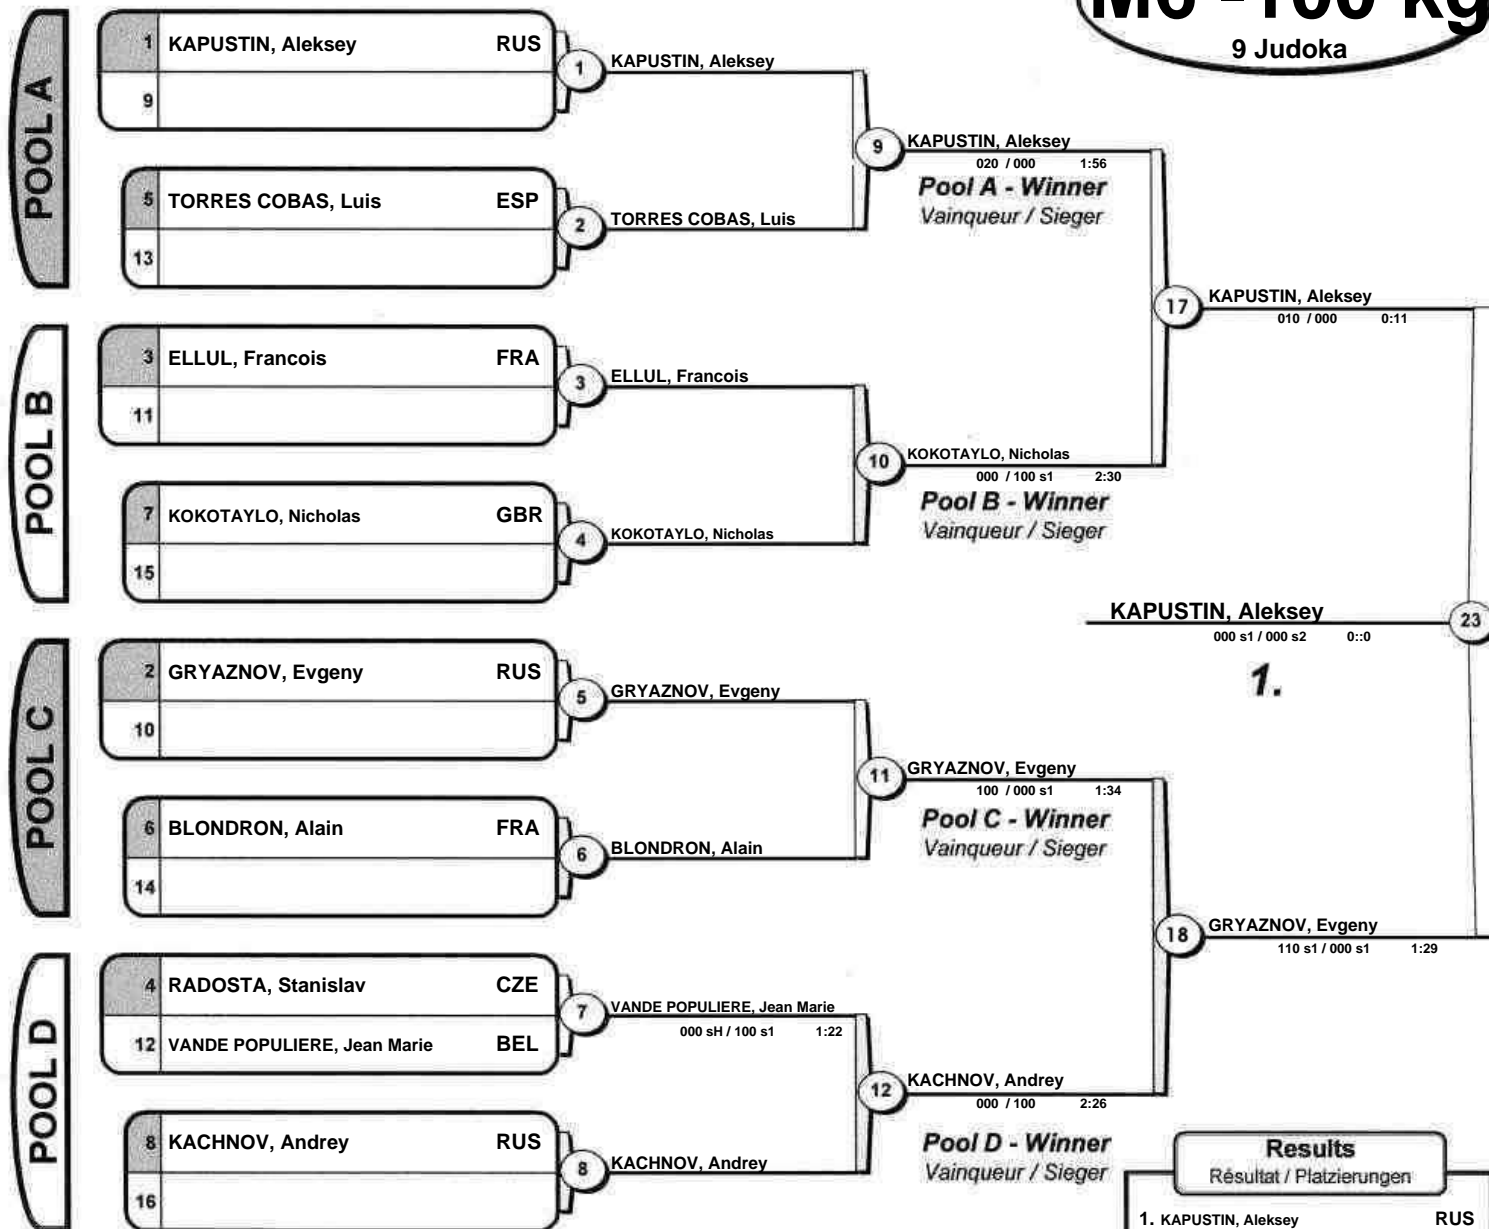 M6 -100 kg
9 Judoka
POOL A
1 KAPUSTIN, Aleksey RUS
9
5 TORRES COBAS, Luis ESP
13
1 KAPUSTIN, Aleksey
2 TORRES COBAS, Luis
9 KAPUSTIN, Aleksey
020 / 000 1:56
Pool A - Winner
Vainqueur / Sieger
POOL B
3 ELLUL, Francois FRA
11
7 KOKOTAYLO, Nicholas GBR
15
3 ELLUL, Francois
4 KOKOTAYLO, Nicholas
10 KOKOTAYLO, Nicholas
000 / 100 s1 2:30
Pool B - Winner
Vainqueur / Sieger
17 KAPUSTIN, Aleksey
010 / 000 0:11
KAPUSTIN, Aleksey 23
000 s1 / 000 s2 0::0
1.
POOL C
2 GRYAZNOV, Evgeny RUS
10
6 BLONDRON, Alain FRA
14
5 GRYAZNOV, Evgeny
6 BLONDRON, Alain
11 GRYAZNOV, Evgeny
100 / 000 s1 1:34
Pool C - Winner
Vainqueur / Sieger
18 GRYAZNOV, Evgeny
110 s1 / 000 s1 1:29
POOL D
4 RADOSTA, Stanislav CZE
12 VANDE POPULIERE, Jean Marie BEL
8 KACHNOV, Andrey RUS
16
7 VANDE POPULIERE, Jean Marie
000 sH / 100 s1 1:22
8 KACHNOV, Andrey
12 KACHNOV, Andrey
000 / 100 2:26
Pool D - Winner
Vainqueur / Sieger
Results
Résultat / Platzierungen
1. KAPUSTIN, Aleksey RUS